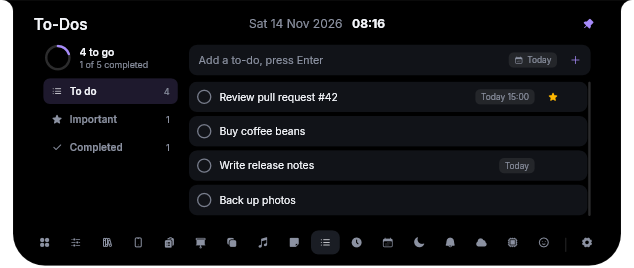 To-Dos
Sat 14 Nov 2026 08:16
4 to go
1 of 5 completed
To do 4
Important 1
Completed 1
Add a to-do, press Enter Today
Review pull request #42 Today 15:00
Buy coffee beans
Write release notes Today
Back up photos